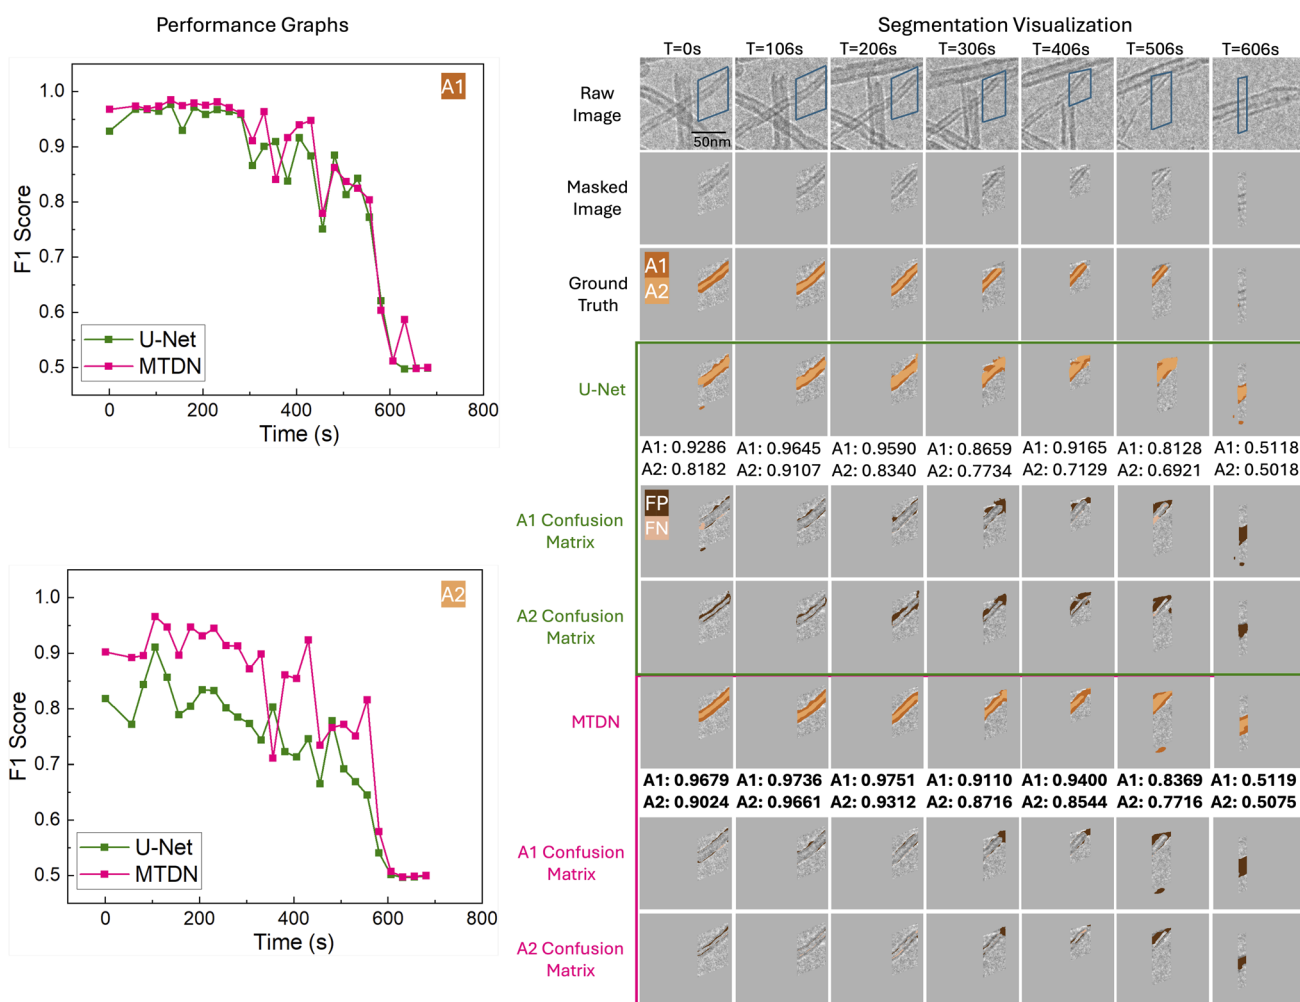 Performance Graphs
A1
1.0
0.9
0.8
0.7
0.6
0.5
F1 Score
U-Net
MTDN
0 200 400 600 800
Time (s)
A2
1.0
0.9
0.8
0.7
0.6
0.5
F1 Score
U-Net
MTDN
0 200 400 600 800
Time (s)
Segmentation Visualization
T=0s T=106s T=206s T=306s T=406s T=506s T=606s
Raw
Image
50nm
Masked
Image
Ground
Truth
A1
A2
U-Net
A1: 0.9286 A1: 0.9645 A1: 0.9590 A1: 0.8659 A1: 0.9165 A1: 0.8128 A1: 0.5118
A2: 0.8182 A2: 0.9107 A2: 0.8340 A2: 0.7734 A2: 0.7129 A2: 0.6921 A2: 0.5018
A1 Confusion
Matrix
FP
FN
A2 Confusion
Matrix
MTDN
A1: 0.9679 A1: 0.9736 A1: 0.9751 A1: 0.9110 A1: 0.9400 A1: 0.8369 A1: 0.5119
A2: 0.9024 A2: 0.9661 A2: 0.9312 A2: 0.8716 A2: 0.8544 A2: 0.7716 A2: 0.5075
A1 Confusion
Matrix
A2 Confusion
Matrix